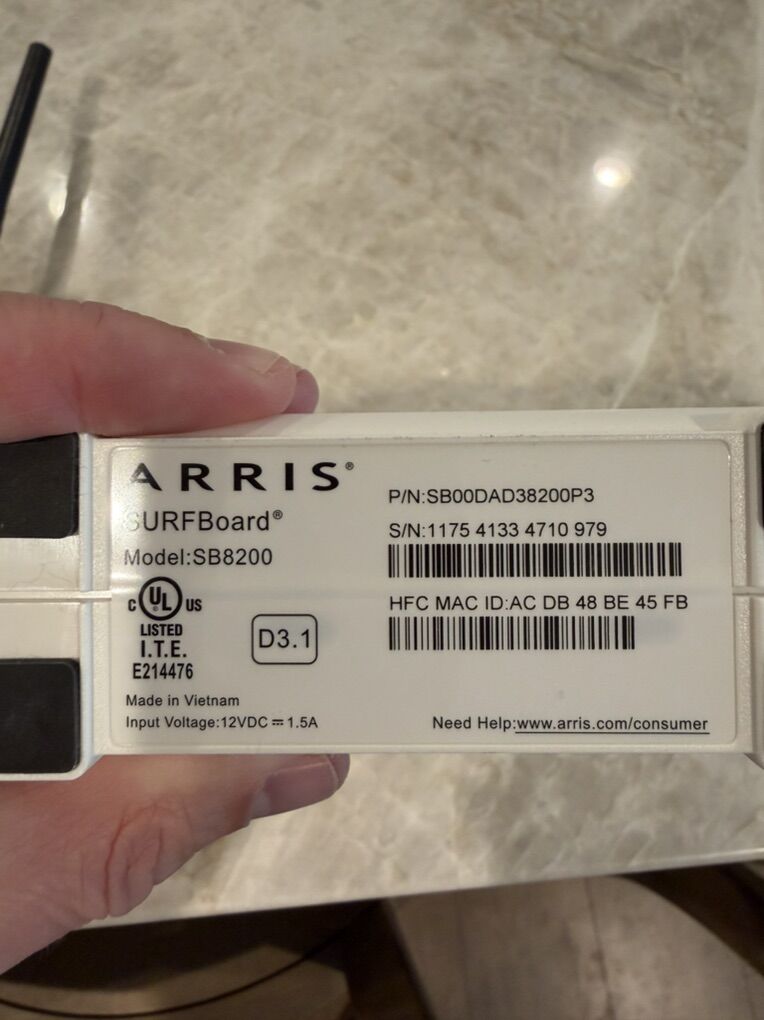 ARRIS®
SURFBoard®
Model:SB8200
C UL US
LISTED
I.T.E.
E214476
D3.1
Made in Vietnam
Input Voltage:12VDC ⎓ 1.5A
P/N:SB00DAD38200P3
S/N:1175 4133 4710 979
HFC MAC ID:AC DB 48 BE 45 FB
Need Help:www.arris.com/consumer